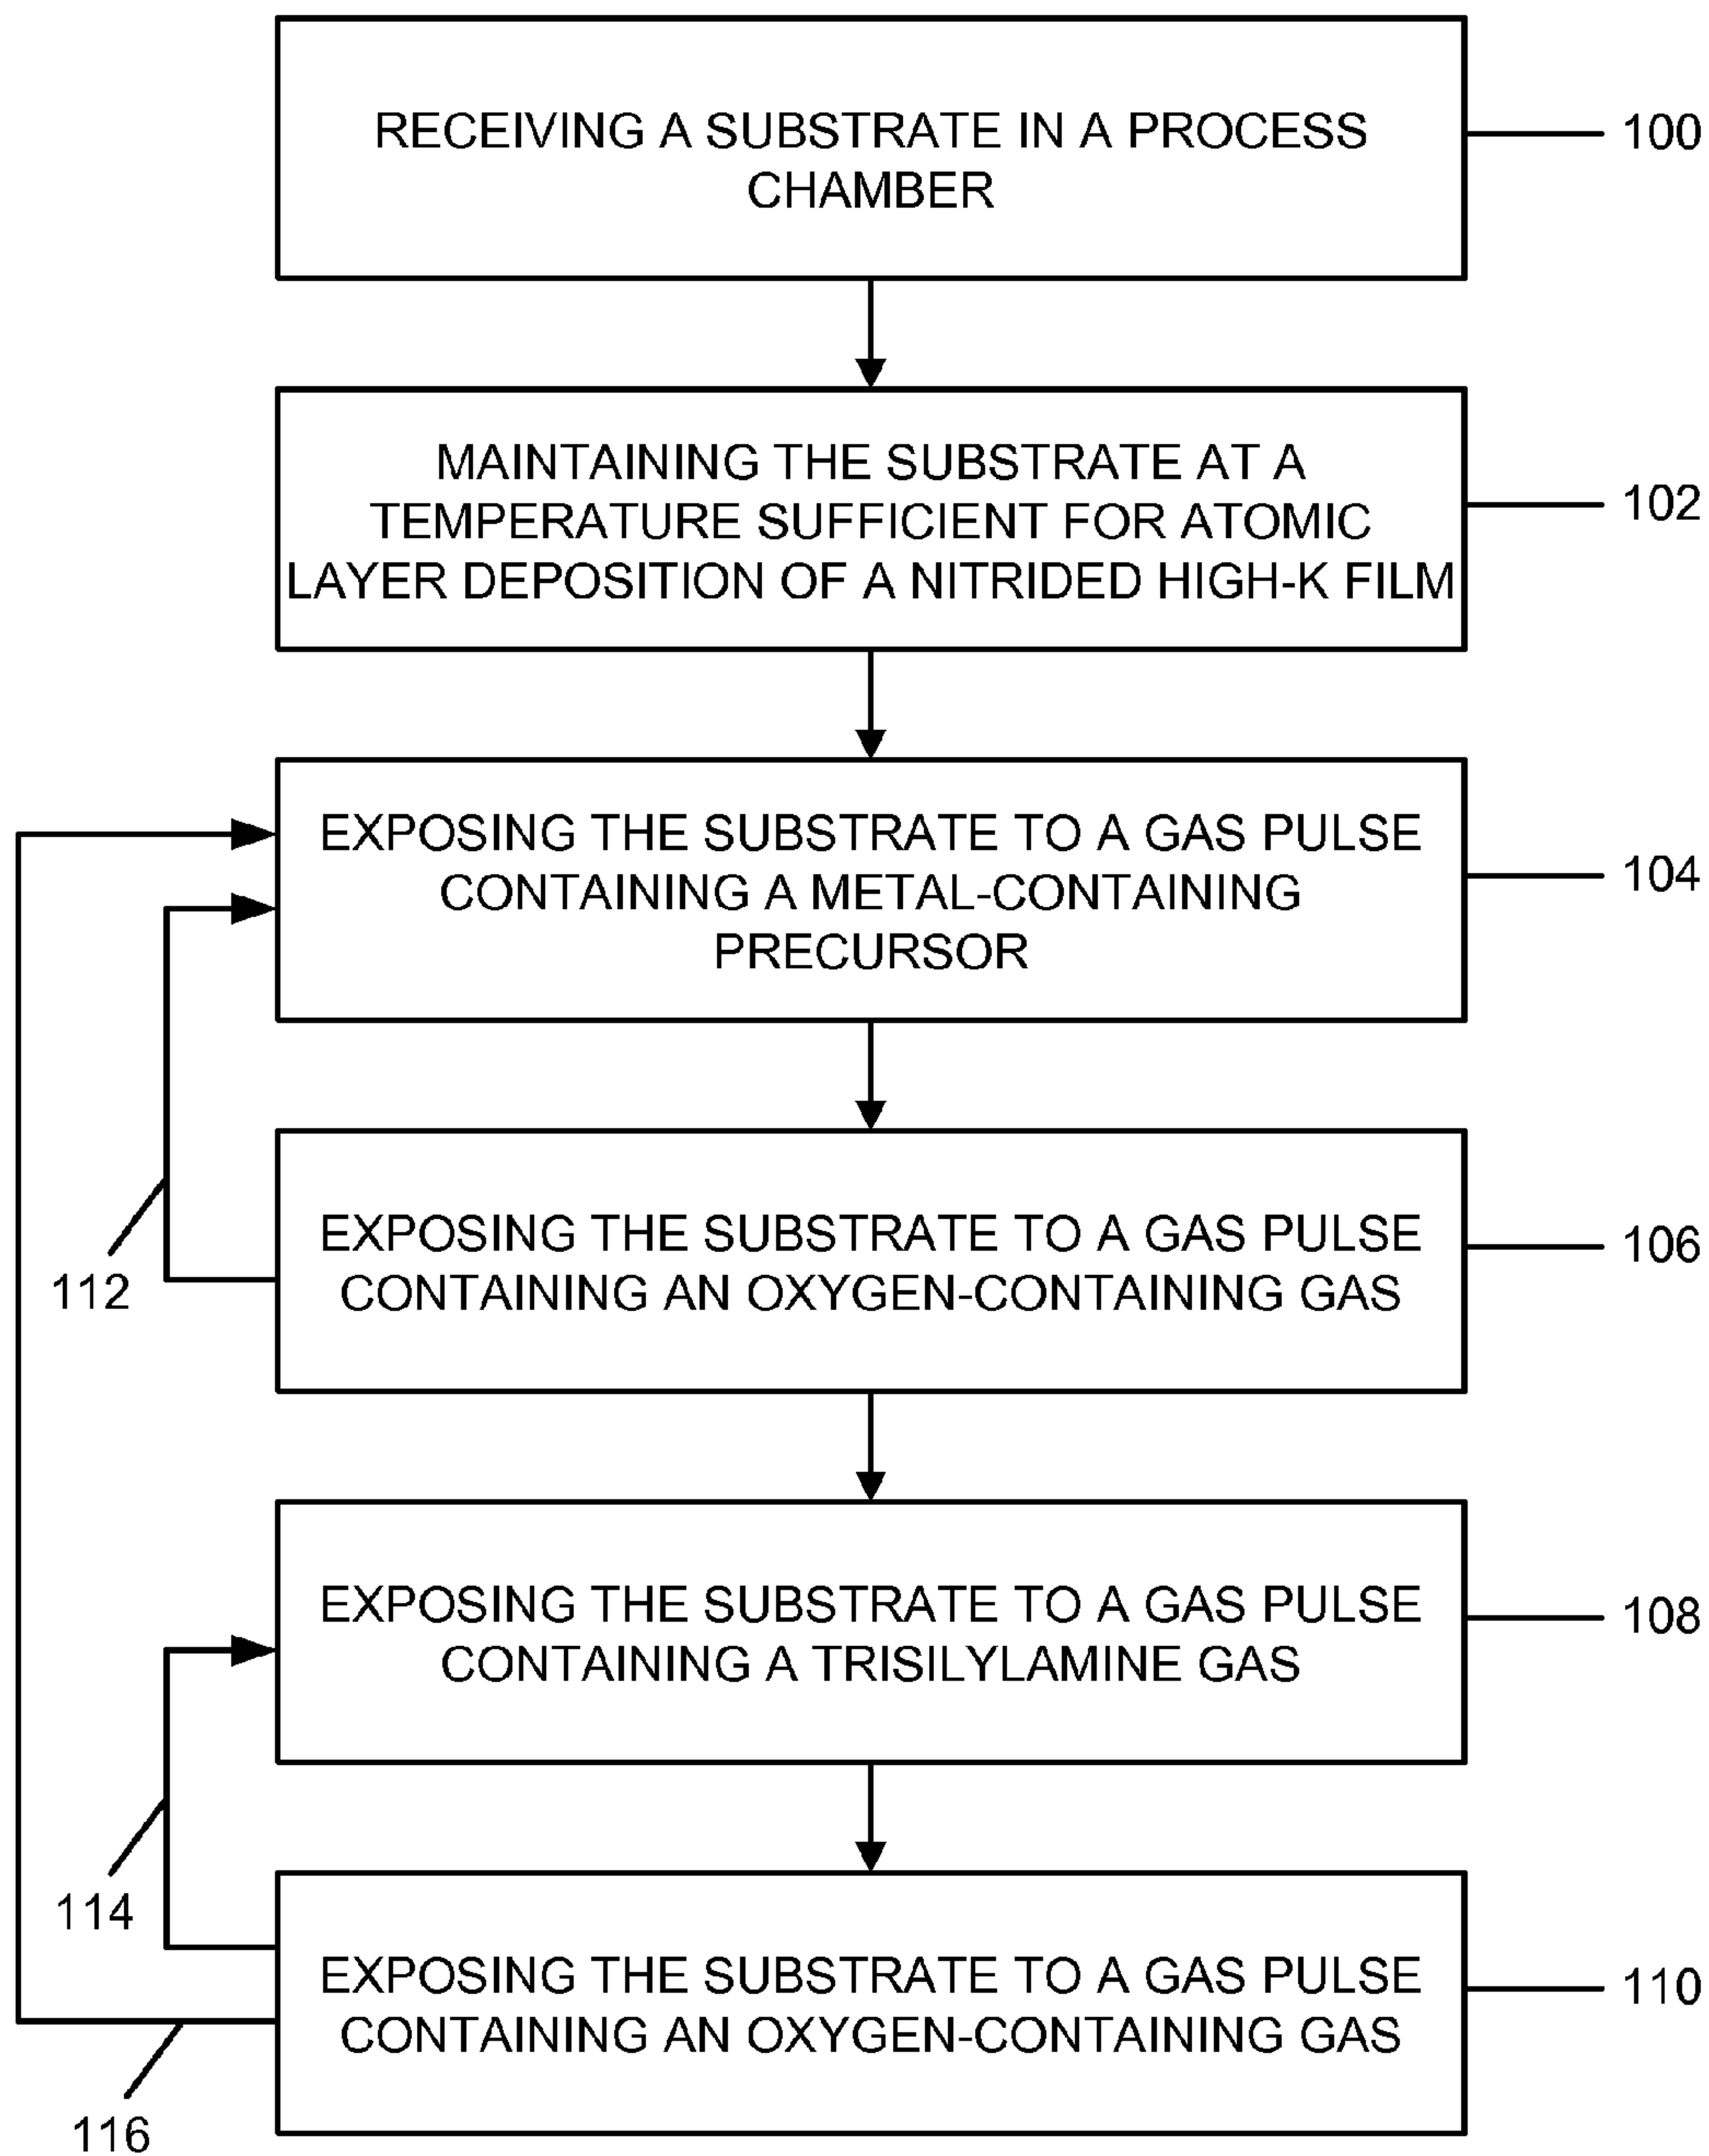 RECEIVING A SUBSTRATE IN A PROCESS
CHAMBER
100
MAINTAINING THE SUBSTRATE AT A
TEMPERATURE SUFFICIENT FOR ATOMIC
LAYER DEPOSITION OF A NITRIDED HIGH-K FILM
102
EXPOSING THE SUBSTRATE TO A GAS PULSE
CONTAINING A METAL-CONTAINING
PRECURSOR
104
EXPOSING THE SUBSTRATE TO A GAS PULSE
CONTAINING AN OXYGEN-CONTAINING GAS
106
112
EXPOSING THE SUBSTRATE TO A GAS PULSE
CONTAINING A TRISILYLAMINE GAS
108
114
EXPOSING THE SUBSTRATE TO A GAS PULSE
CONTAINING AN OXYGEN-CONTAINING GAS
110
116